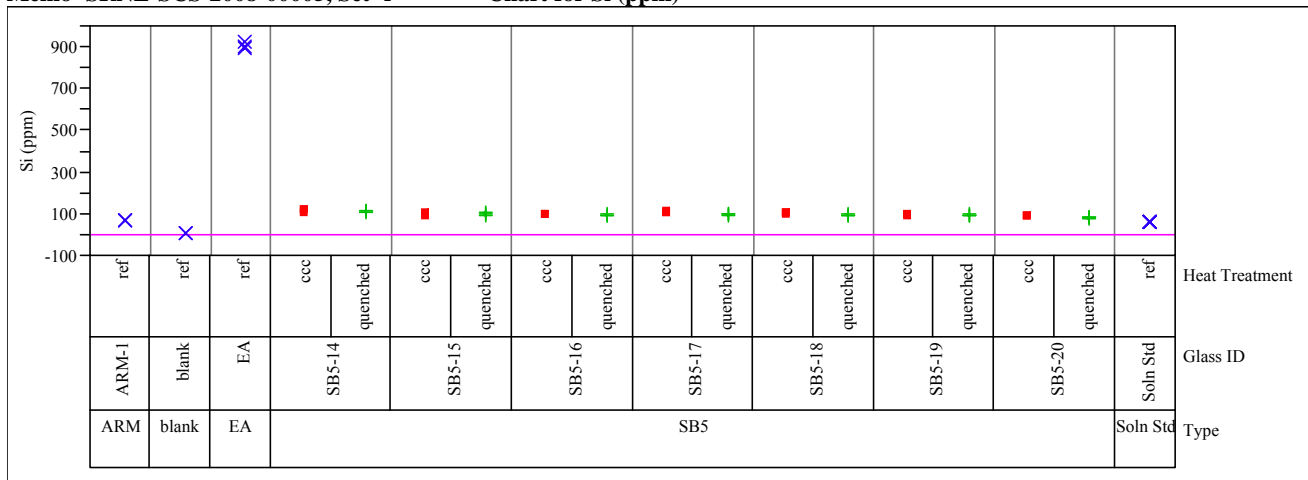 Memo Set Chart for Si (ppm)
Si (ppm)
900
700
500
300
100
-100
ref ref ref ccc quenched ccc quenched ccc quenched ccc quenched ccc quenched ccc quenched ccc quenched ref Heat Treatment
ARM-1 blank EA SB5-14 SB5-15 SB5-16 SB5-17 SB5-18 SB5-19 SB5-20 Soln Std Glass ID
ARM blank EA SB5 Soln Std Type